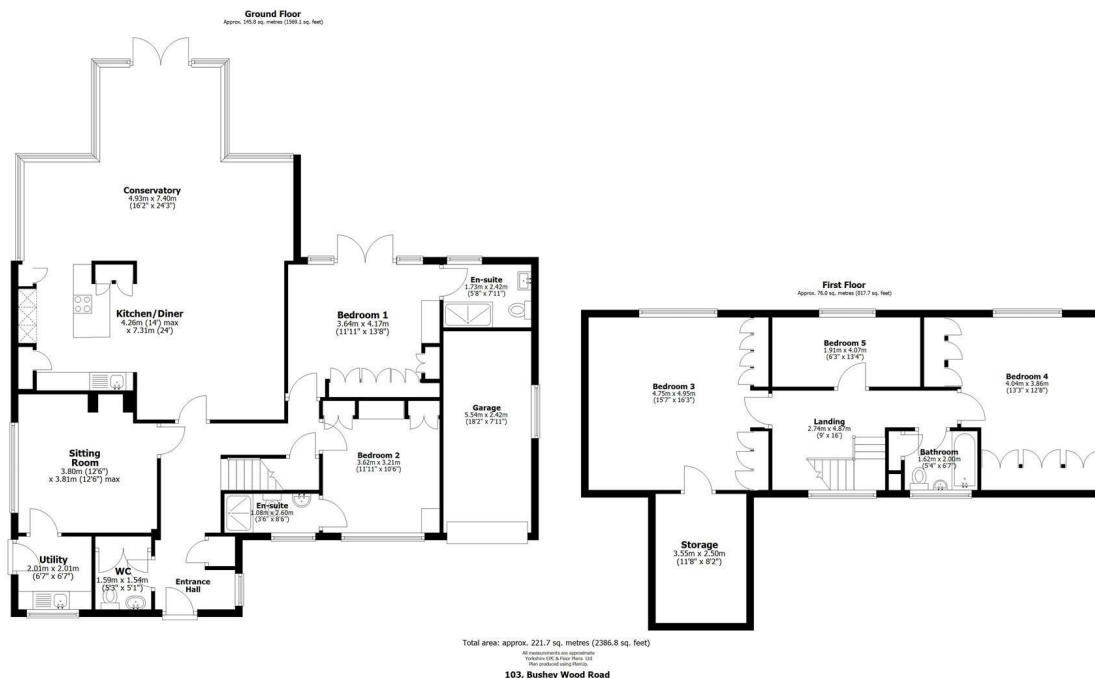 Ground Floor
Approx. 145.8 sq. metres (1569.1 sq. feet)
Conservatory
4.93m x 7.40m
(16'2" x 24'3")
Kitchen/Diner
4.26m (14') max
x 7.31m (24')
Bedroom 1
3.64m x 4.17m
(11'11" x 13'8")
En-suite
1.73m x 2.42m
(5'8" x 7'11")
Garage
5.54m x 2.42m
(18'2" x 7'11")
Sitting
Room
3.80m (12'6")
x 3.81m (12'6") max
Bedroom 2
3.62m x 3.21m
(11'11" x 10'6")
En-suite
1.08m x 2.60m
(3'6" x 8'6")
Utility
2.01m x 2.01m
(6'7" x 6'7")
WC
1.59m x 1.54m
(5'3" x 5'1")
Entrance
Hall
First Floor
Approx. 76.0 sq. metres (817.7 sq. feet)
Bedroom 5
1.91m x 4.07m
(6'3" x 13'4")
Bedroom 3
4.75m x 4.95m
(15'7" x 16'3")
Bedroom 4
4.04m x 3.86m
(13'3" x 12'8")
Landing
2.74m x 4.87m
(9' x 16')
Bathroom
1.62m x 2.00m
(5'4" x 6'7")
Storage
3.55m x 2.50m
(11'8" x 8'2")
Total area: approx. 221.7 sq. metres (2386.8 sq. feet)
All measurements are approximate
Yorkshire EPC & Floor Plans Ltd
Plan produced using PlanUp.
103, Bushey Wood Road